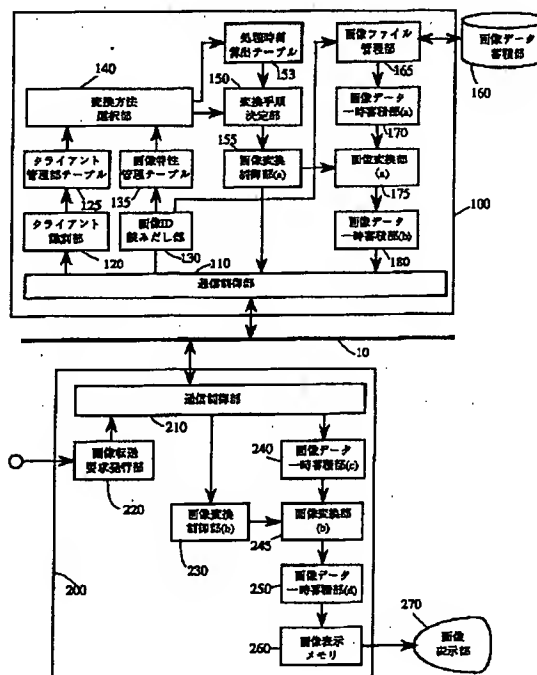 処理時間
算出テーブル
153
画像ファイル
管理部
165
画像データ
蓄積部
160
140
変換方法
選択部
150
変換手順
決定部
画像データ
一時蓄積部(a)
170
155
画像変換
制御部(a)
画像変換部
(a)
175
クライアント
管理部テーブル
125
画像特性
管理テーブル
135
クライアント
識別部
120
画像ID
読みだし部
130
画像データ
一時蓄積部(b)
180
100
110
通信制御部
10
通信制御部
210
画像転送
要求発行部
220
240
画像データ
一時蓄積部(c)
画像変換
制御部(b)
230
245
画像変換部
(b)
250
画像データ
一時蓄積部(d)
200
260
画像表示
メモリ
270
画像
表示部